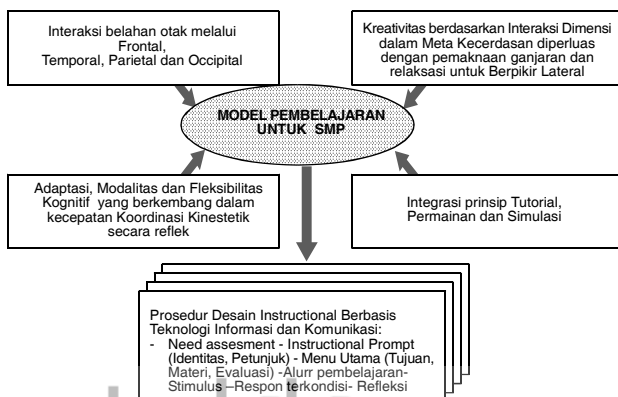 Interaksi belahan otak melalui
Frontal,
Temporal, Parietal dan Occipital
Kreativitas berdasarkan Interaksi Dimensi
dalam Meta Kecerdasan diperluas
dengan pemaknaan ganjaran dan
relaksasi untuk Berpikir Lateral
MODEL PEMBELAJARAN
UNTUK SMP
Adaptasi, Modalitas dan Fleksibilitas
Kognitif yang berkembang dalam
kecepatan Koordinasi Kinestetik
secara reflek
Integrasi prinsip Tutorial,
Permainan dan Simulasi
Prosedur Desain Instructional Berbasis
Teknologi Informasi dan Komunikasi:
- Need assesment - Instructional Prompt
(Identitas, Petunjuk) - Menu Utama (Tujuan,
Materi, Evaluasi) -Alurr pembelajaran-
Stimulus –Respon terkondisi- Refleksi